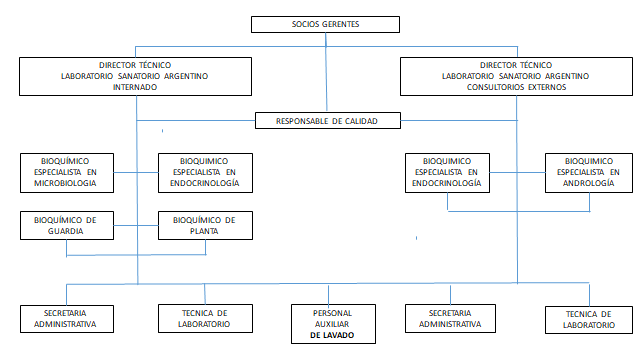 SOCIOS GERENTES
DIRECTOR TÉCNICO
LABORATORIO SANATORIO ARGENTINO
INTERNADO
DIRECTOR TÉCNICO
LABORATORIO SANATORIO ARGENTINO
CONSULTORIOS EXTERNOS
RESPONSABLE DE CALIDAD
BIOQUÍMICO
ESPECIALISTA EN
MICROBIOLOGIA
BIOQUIMICO
ESPECIALISTA EN
ENDOCRINOLOGÍA
BIOQUIMICO
ESPECIALISTA EN
ENDOCRINOLOGÍA
BIOQUIMICO
ESPECIALISTA EN
ANDROLOGÍA
BIOQUÍMICO DE
GUARDIA
BIOQUÍMICO DE
PLANTA
SECRETARIA
ADMINISTRATIVA
TECNICA DE
LABORATORIO
PERSONAL
AUXILIAR
DE LAVADO
SECRETARIA
ADMINISTRATIVA
TECNICA DE
LABORATORIO